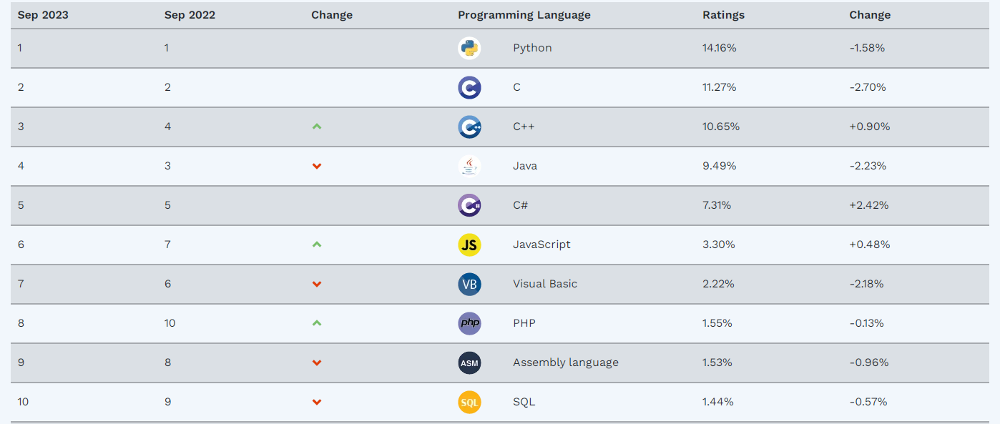 Sep 2023 Sep 2022 Change Programming Language Ratings Change
1 1 Python 14.16% -1.58%
2 2 C C 11.27% -2.70%
3 4 C++ C++ 10.65% +0.90%
4 3 Java 9.49% -2.23%
5 5 C# C# 7.31% +2.42%
6 7 JS JavaScript 3.30% +0.48%
7 6 VB Visual Basic 2.22% -2.18%
8 10 php PHP 1.55% -0.13%
9 8 ASM Assembly language 1.53% -0.96%
10 9 SQL SQL 1.44% -0.57%